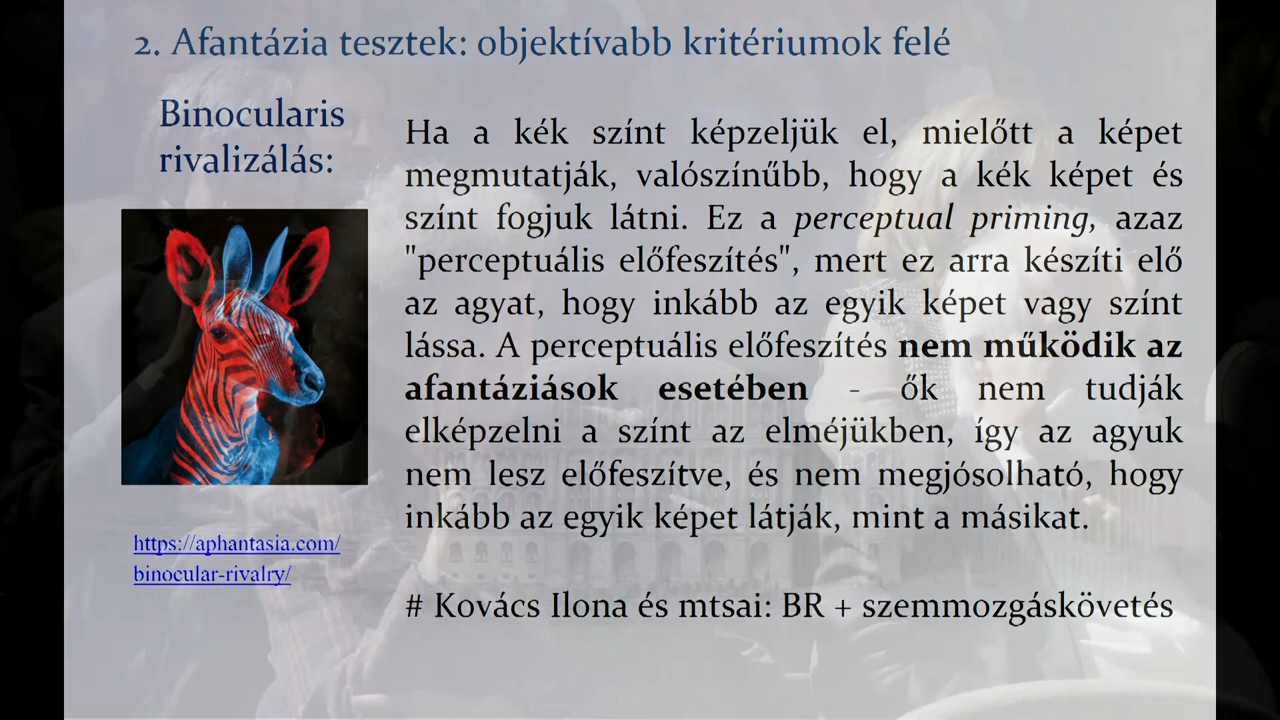 2. Afantázia tesztek: objektívabb kritériumok felé
Binocularis
rivalizálás:
Ha a kék színt képzeljük el, mielőtt a képet
megmutatják, valószínűbb, hogy a kék képet és
színt fogjuk látni. Ez a perceptual priming, azaz
"perceptuális előfeszítés", mert ez arra készíti elő
az agyat, hogy inkább az egyik képet vagy színt
lássa. A perceptuális előfeszítés nem működik az
afantáziások esetében - ők nem tudják
elképzelni a színt az elméjükben, így az agyuk
nem lesz előfeszítve, és nem megjósolható, hogy
inkább az egyik képet látják, mint a másikat.
https://aphantasia.com/
binocular-rivalry/
# Kovács Ilona és mtsai: BR + szemmozgáskövetés